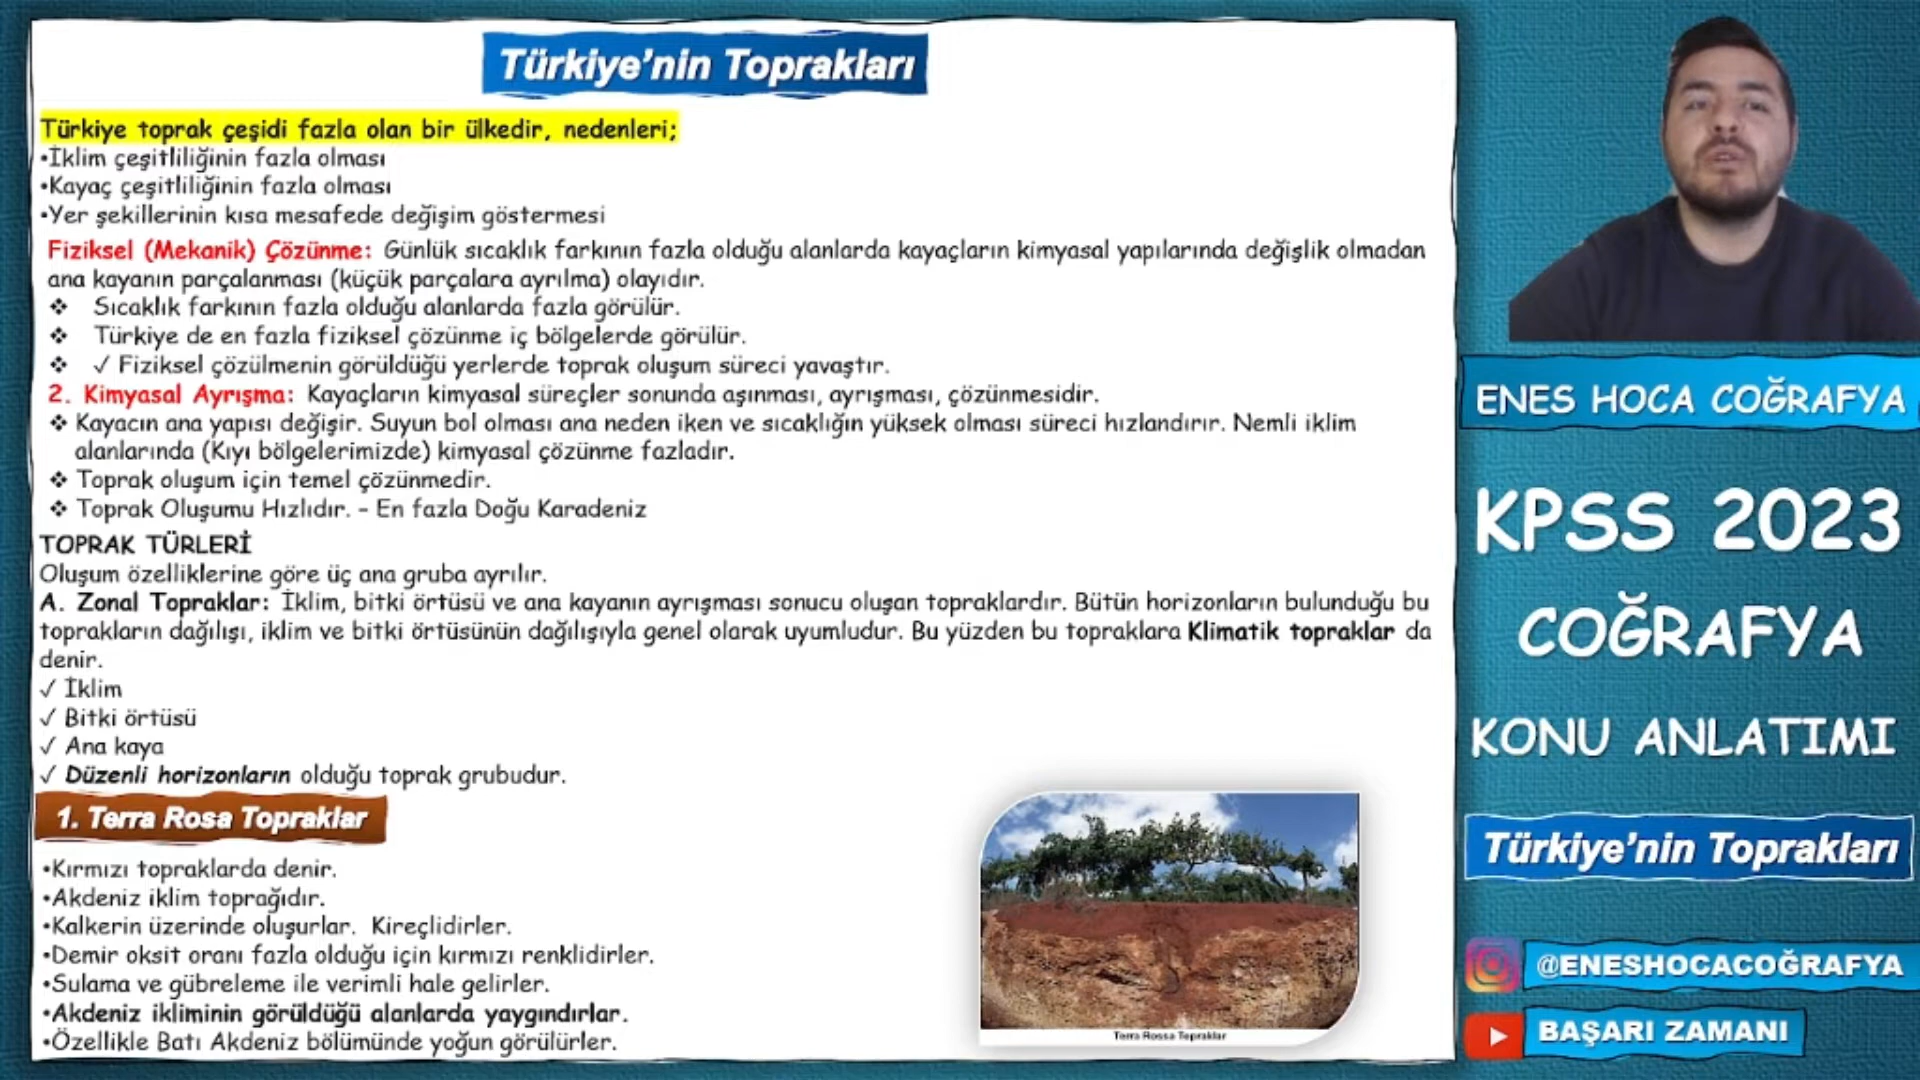 Türkiye'nin Toprakları
Türkiye toprak çeşidi fazla olan bir ülkedir, nedenleri;
•İklim çeşitliliğinin fazla olması
•Kayaç çeşitliliğinin fazla olması
•Yer şekillerinin kısa mesafede değişim göstermesi
Fiziksel (Mekanik) Çözünme: Günlük sıcaklık farkının fazla olduğu alanlarda kayaçların kimyasal yapılarında değişlik olmadan
ana kayanın parçalanması (küçük parçalara ayrılma) olayıdır.
❖ Sıcaklık farkının fazla olduğu alanlarda fazla görülür.
❖ Türkiye de en fazla fiziksel çözünme iç bölgelerde görülür.
❖ ✓ Fiziksel çözülmenin görüldüğü yerlerde toprak oluşum süreci yavaştır.
2. Kimyasal Ayrışma: Kayaçların kimyasal süreçler sonunda aşınması, ayrışması, çözünmesidir.
❖ Kayacın ana yapısı değişir. Suyun bol olması ana neden iken ve sıcaklığın yüksek olması süreci hızlandırır. Nemli iklim
alanlarında (Kıyı bölgelerimizde) kimyasal çözünme fazladır.
❖ Toprak oluşum için temel çözünmedir.
❖ Toprak Oluşumu Hızlıdır. – En fazla Doğu Karadeniz
TOPRAK TÜRLERİ
Oluşum özelliklerine göre üç ana gruba ayrılır.
A. Zonal Topraklar: İklim, bitki örtüsü ve ana kayanın ayrışması sonucu oluşan topraklardır. Bütün horizonların bulunduğu bu
toprakların dağılışı, iklim ve bitki örtüsünün dağılışıyla genel olarak uyumludur. Bu yüzden bu topraklara Klimatik topraklar da
denir.
✓ İklim
✓ Bitki örtüsü
✓ Ana kaya
✓ Düzenli horizonların olduğu toprak grubudur.
1. Terra Rosa Topraklar
•Kırmızı topraklarda denir.
•Akdeniz iklim toprağıdır.
•Kalkerin üzerinde oluşurlar. Kireçlidirler.
•Demir oksit oranı fazla olduğu için kırmızı renklidirler.
•Sulama ve gübreleme ile verimli hale gelirler.
•Akdeniz ikliminin görüldüğü alanlarda yaygındırlar.
•Özellikle Batı Akdeniz bölümünde yoğun görülürler.
Terra Rossa Topraklar
ENES HOCA COĞRAFYA
KPSS 2023
COĞRAFYA
KONU ANLATIMI
Türkiye'nin Toprakları
@ENESHOCACOĞRAFYA
BAŞARI ZAMANI